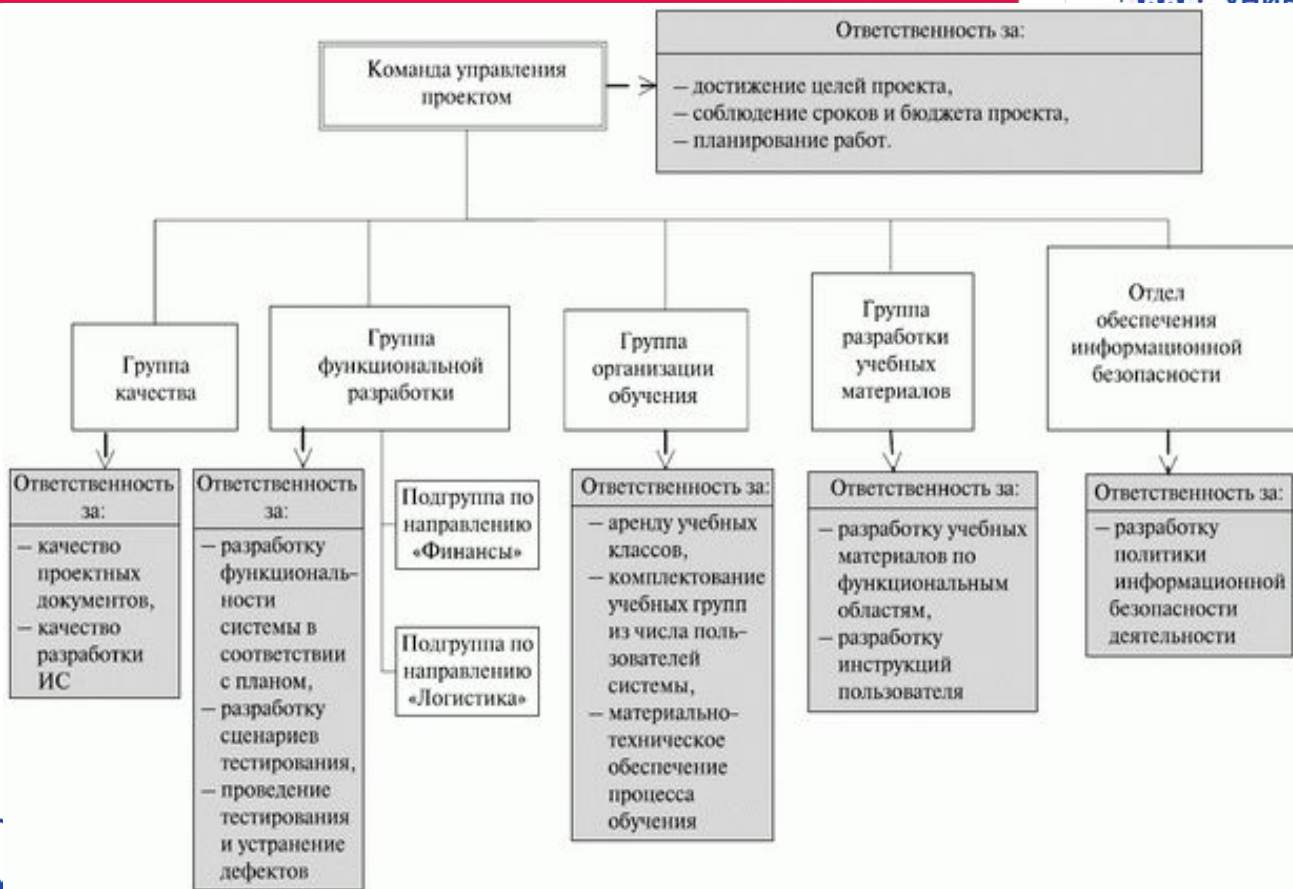 Команда управления
проектом
Ответственность за:
– достижение целей проекта,
– соблюдение сроков и бюджета проекта,
– планирование работ.
Группа
качества
Ответственность
за:
– качество
проектных
документов,
– качество
разработки
ИС
Группа
функциональной
разработки
Ответственность
за:
– разработку
функциональ-
ности
системы в
соответствии
с планом,
– разработку
сценариев
тестирования,
– проведение
тестирования
и устранение
дефектов
Подгруппа по
направлению
«Финансы»
Подгруппа по
направлению
«Логистика»
Группа
организации
обучения
Ответственность за:
– аренду учебных
классов,
– комплектование
учебных групп
из числа поль-
зователей
системы,
– материально-
техническое
обеспечение
процесса
обучения
Группа
разработки
учебных
материалов
Ответственность за:
– разработку учебных
материалов по
функциональным
областям,
– разработку
инструкций
пользователя
Отдел
обеспечения
информационной
безопасности
Ответственность за:
– разработку
политики
информационной
безопасности
деятельности